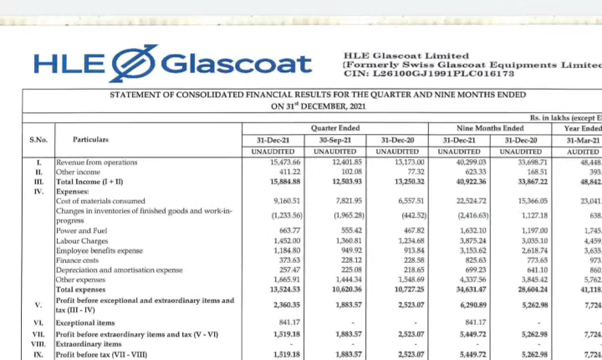 HLE Glascoat
HLE Glascoat Limited
(Formerly Swiss Glascoat Equipments Limited
CIN: L26100GJ1991PLC016173
STATEMENT OF CONSOLIDATED FINANCIAL RESULTS FOR THE QUARTER AND NINE MONTHS ENDED
ON 31st DECEMBER, 2021
Rs. in lakhs (except E
S.No. Particulars Quarter Ended Nine Months Ended Year Ended
31-Dec-21 30-Sep-21 31-Dec-20 31-Dec-21 31-Dec-20 31-Mar-21
UNAUDITED UNAUDITED UNAUDITED UNAUDITED UNAUDITED AUDITED
I. Revenue from operations 15,473.66 12,401.85 13,173.00 40,299.03 33,698.71 48,448.
II. Other income 411.22 102.08 77.32 623.33 168.51 393.
III. Total Income (I + II) 15,884.88 12,503.93 13,250.32 40,922.36 33,867.22 48,842.
IV. Expenses:
Cost of materials consumed 9,160.51 7,821.95 6,557.51 22,524.72 15,366.05 23,041.
Changes in inventories of finished goods and work-in-
progress (1,233.56) (1,965.28) (442.52) (2,416.63) 1,127.18 638.
Power and Fuel 663.77 555.42 467.82 1,632.10 1,197.00 1,745.
Labour Charges 1,452.00 1,360.81 1,234.68 3,875.24 3,035.10 4,459.
Employee benefits expense 1,184.80 949.92 913.84 3,153.62 2,618.74 3,635.
Finance costs 373.63 228.12 228.58 825.63 773.65 973.
Depreciation and amortisation expense 257.47 225.08 218.65 699.23 641.10 860.
Other expenses 1,665.91 1,444.34 1,548.69 4,337.56 3,845.42 5,762.
Total expenses 13,524.53 10,620.36 10,727.25 34,631.47 28,604.24 41,118.
V. Profit before exceptional and extraordinary items and
tax (III - IV) 2,360.35 1,883.57 2,523.07 6,290.89 5,262.98 7,724.
VI. Exceptional items 841.17 - - 841.17 -
VII. Profit before extraordinary items and tax (V - VI) 1,519.18 1,883.57 2,523.07 5,449.72 5,262.98 7,724.
VIII. Extraordinary items - - - - -
IX. Profit before tax (VII - VIII) 1,519.18 1,883.57 2,523.07 5,449.72 5,262.98 7,724.